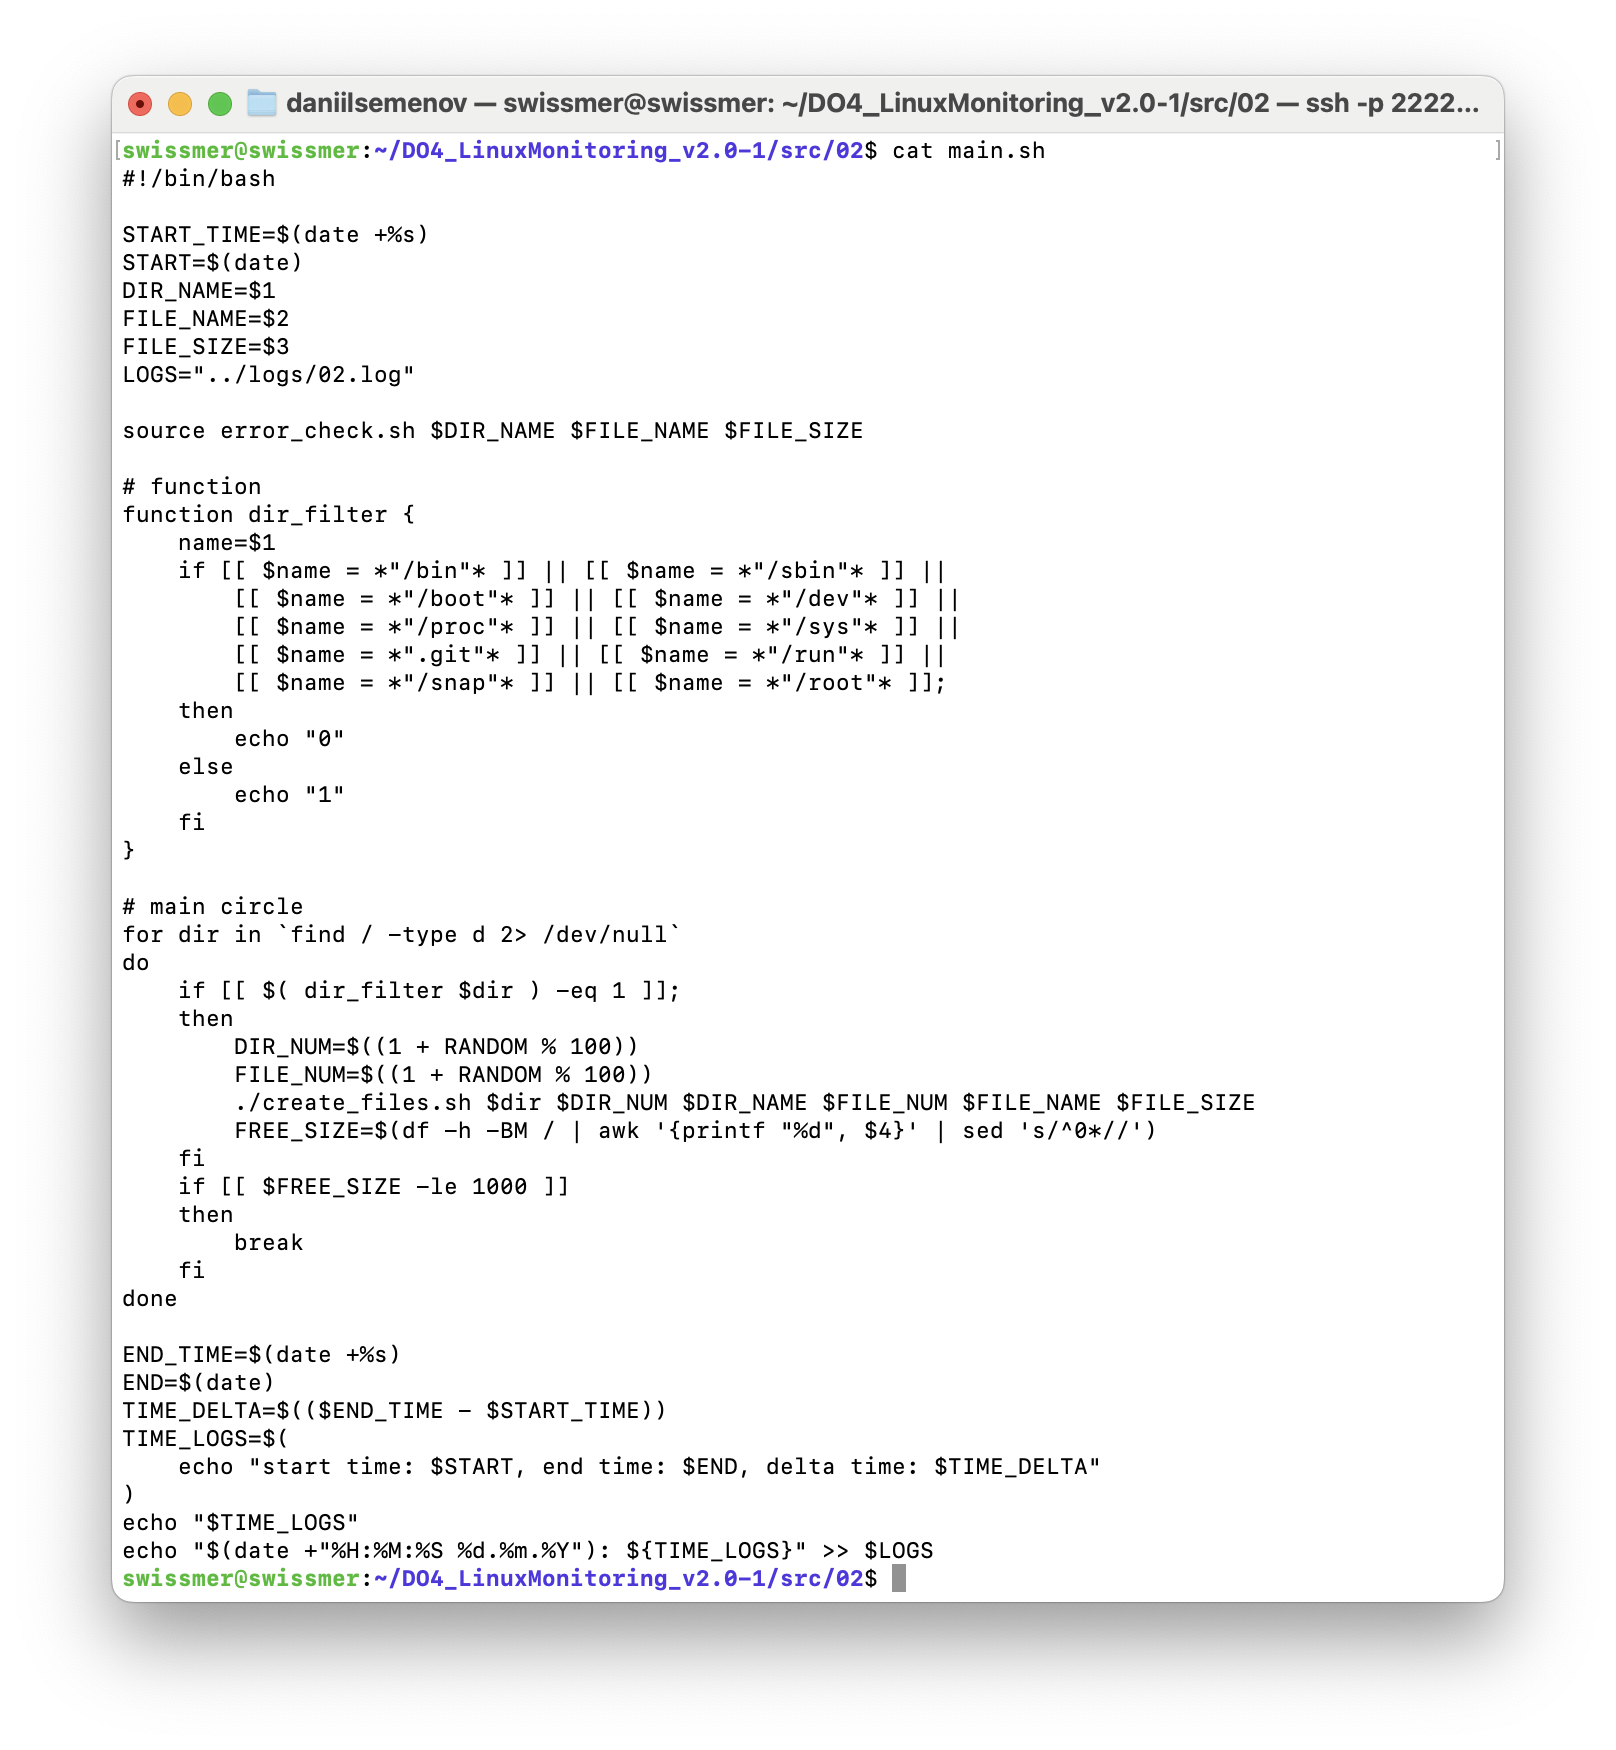 daniilsemenov — swissmer@swissmer: ~/DO4_LinuxMonitoring_v2.0-1/src/02 — ssh -p 2222...
[swissmer@swissmer:~/DO4_LinuxMonitoring_v2.0-1/src/02$ cat main.sh ]
#!/bin/bash

START_TIME=$(date +%s)
START=$(date)
DIR_NAME=$1
FILE_NAME=$2
FILE_SIZE=$3
LOGS="../logs/02.log"

source error_check.sh $DIR_NAME $FILE_NAME $FILE_SIZE

# function
function dir_filter {
    name=$1
    if [[ $name = *"/bin"* ]] || [[ $name = *"/sbin"* ]] ||
        [[ $name = *"/boot"* ]] || [[ $name = *"/dev"* ]] ||
        [[ $name = *"/proc"* ]] || [[ $name = *"/sys"* ]] ||
        [[ $name = *".git"* ]] || [[ $name = *"/run"* ]] ||
        [[ $name = *"/snap"* ]] || [[ $name = *"/root"* ]];
    then
        echo "0"
    else
        echo "1"
    fi
}

# main circle
for dir in `find / -type d 2> /dev/null`
do
    if [[ $( dir_filter $dir ) -eq 1 ]];
    then
        DIR_NUM=$((1 + RANDOM % 100))
        FILE_NUM=$((1 + RANDOM % 100))
        ./create_files.sh $dir $DIR_NUM $DIR_NAME $FILE_NUM $FILE_NAME $FILE_SIZE
        FREE_SIZE=$(df -h -BM / | awk '{printf "%d", $4}' | sed 's/^0*//')
    fi
    if [[ $FREE_SIZE -le 1000 ]]
    then
        break
    fi
done

END_TIME=$(date +%s)
END=$(date)
TIME_DELTA=$(($END_TIME - $START_TIME))
TIME_LOGS=$(
    echo "start time: $START, end time: $END, delta time: $TIME_DELTA"
)
echo "$TIME_LOGS"
echo "$(date +"%H:%M:%S %d.%m.%Y"): ${TIME_LOGS}" >> $LOGS
swissmer@swissmer:~/DO4_LinuxMonitoring_v2.0-1/src/02$